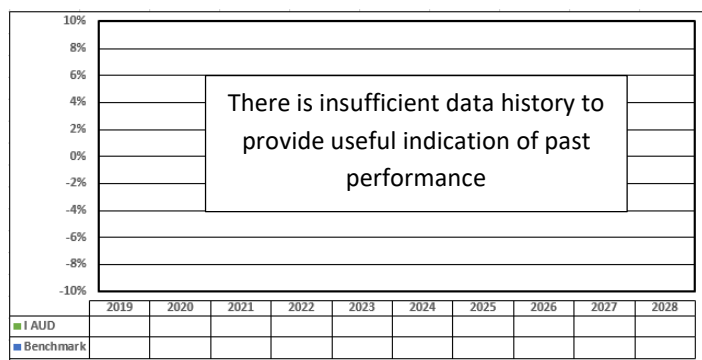 10%
8%
6%
4%
2%
0%
-2%
-4%
-6%
-8%
-10%
There is insufficient data history to
provide useful indication of past
performance
2019 2020 2021 2022 2023 2024 2025 2026 2027 2028
I AUD
Benchmark